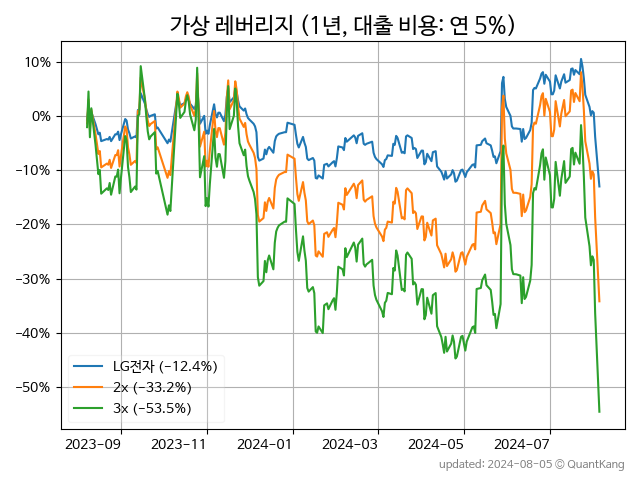 가상 레버리지 (1년, 대출 비용: 연 5%)
10%
0%
−10%
−20%
−30%
−40%
−50%
LG전자 (−12.4%)
2x (−33.2%)
3x (−53.5%)
2023-09
2023-11
2024-01
2024-03
2024-05
2024-07
updated: 2024-08-05 © QuantKang